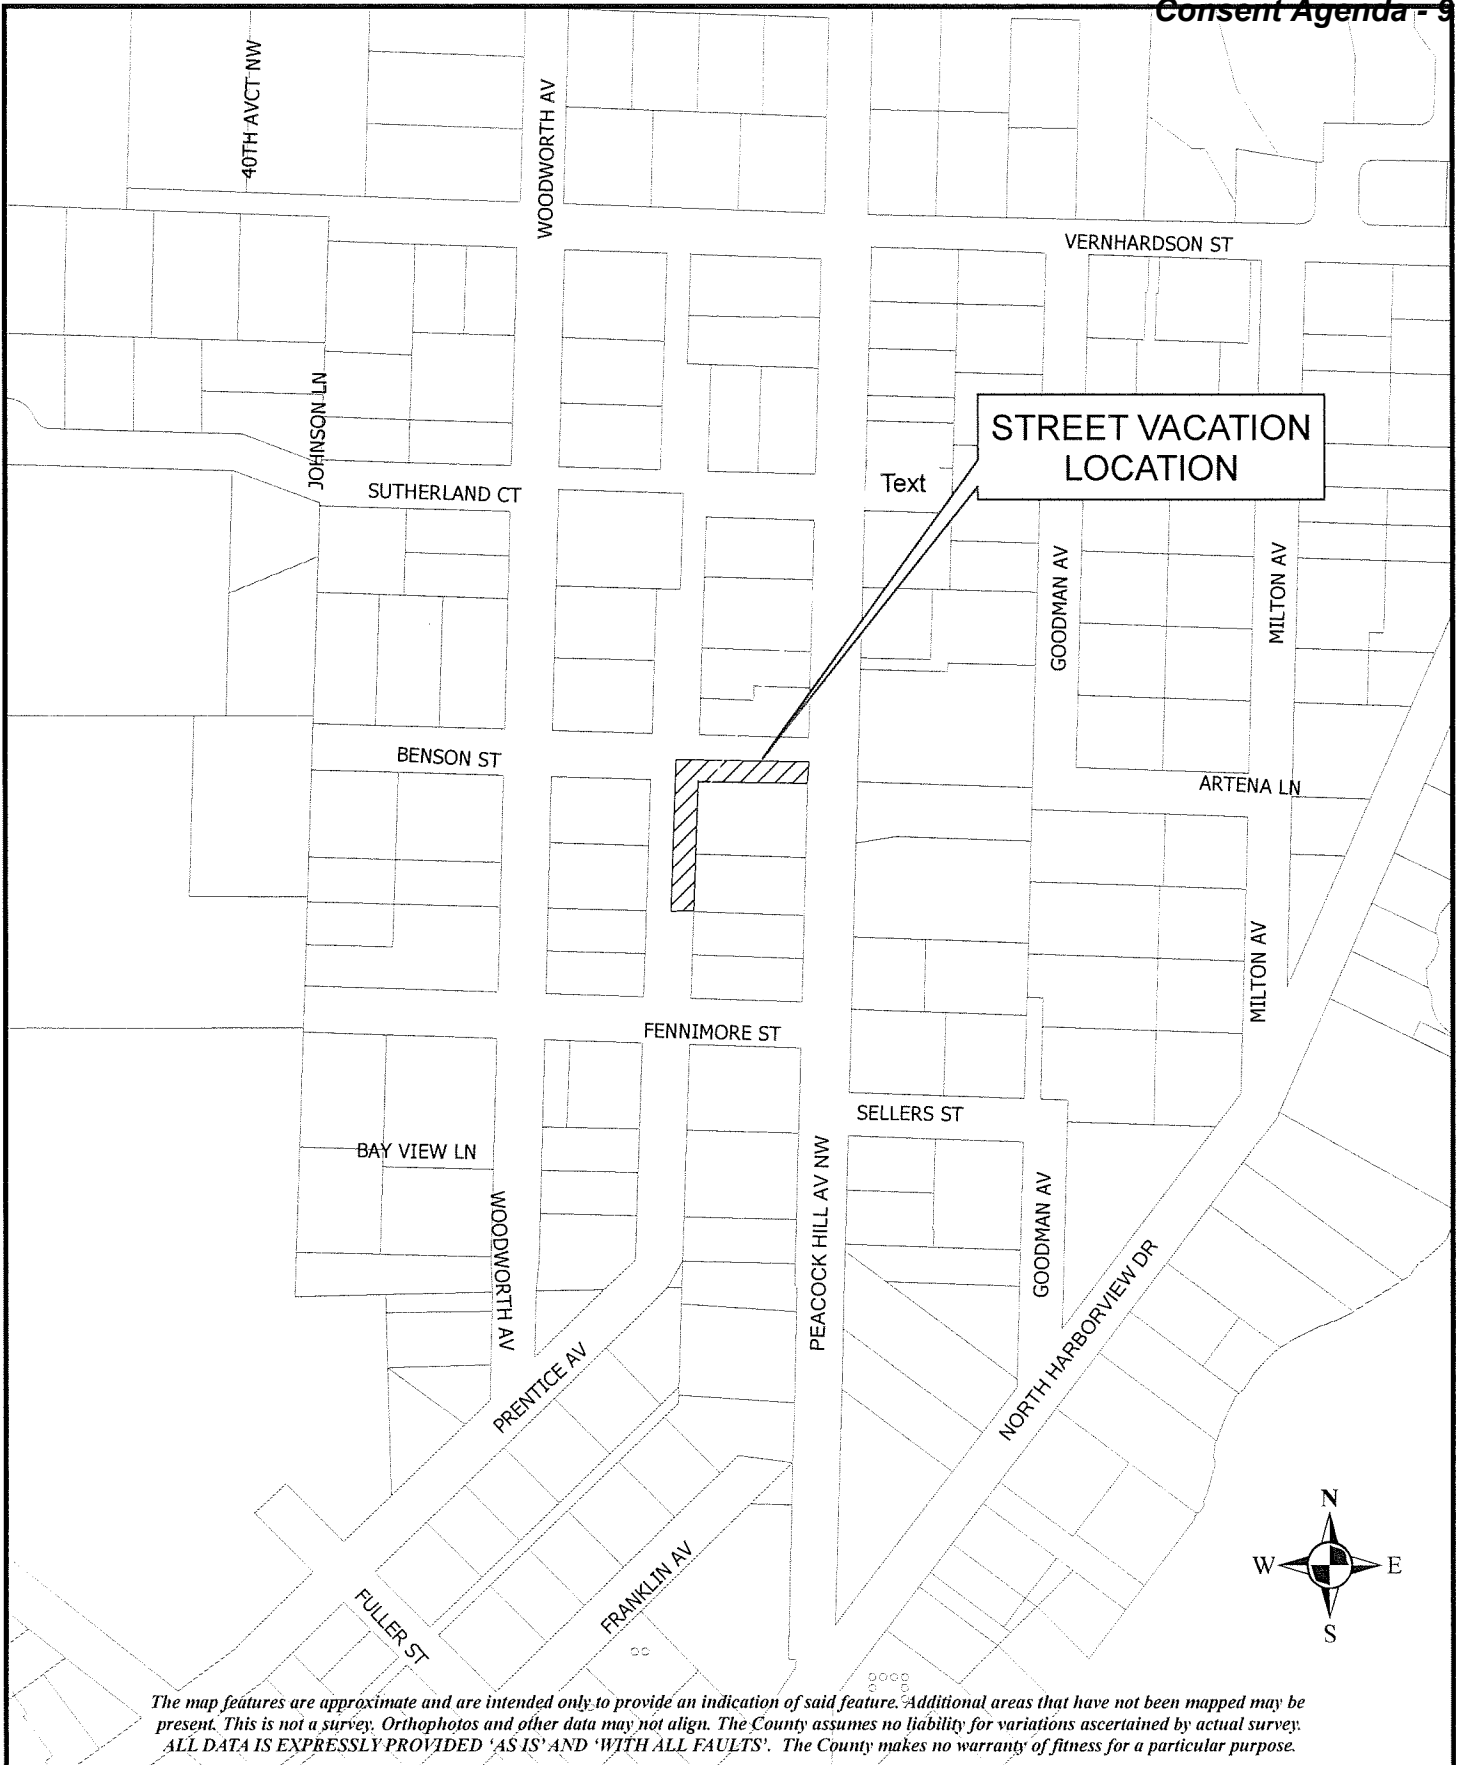 Consent Agenda - 9
40TH AVCT NW
WOODWORTH AV
VERNHARDSON ST
JOHNSON LN
STREET VACATION
LOCATION
SUTHERLAND CT
Text
GOODMAN AV
MILTON AV
BENSON ST
ARTENA LN
MILTON AV
FENNIMORE ST
SELLERS ST
BAY VIEW LN
WOODWORTH AV
PEACOCK HILL AV NW
GOODMAN AV
NORTH HARBORVIEW DR
PRENTICE AV
FRANKLIN AV
FULLER ST
N
W
E
S
The map features are approximate and are intended only to provide an indication of said feature. Additional areas that have not been mapped may be
present. This is not a survey. Orthophotos and other data may not align. The County assumes no liability for variations ascertained by actual survey.
ALL DATA IS EXPRESSLY PROVIDED 'AS IS' AND 'WITH ALL FAULTS'. The County makes no warranty of fitness for a particular purpose.